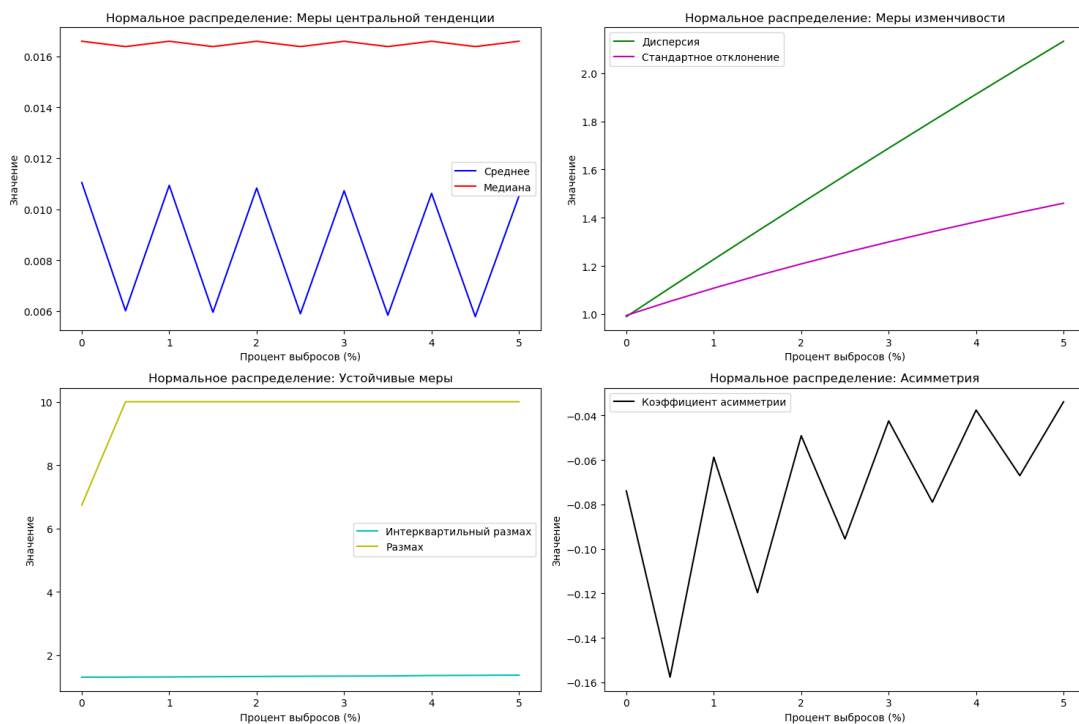 Нормальное распределение: Меры центральной тенденции
Значение
0.016
0.014
0.012
0.010
0.008
0.006
Среднее
Медиана
0 1 2 3 4 5
Процент выбросов (%)
Нормальное распределение: Меры изменчивости
Значение
2.0
1.8
1.6
1.4
1.2
1.0
Дисперсия
Стандартное отклонение
0 1 2 3 4 5
Процент выбросов (%)
Нормальное распределение: Устойчивые меры
Значение
10
8
6
4
2
Интерквартильный размах
Размах
0 1 2 3 4 5
Процент выбросов (%)
Нормальное распределение: Асимметрия
Значение
−0.04
−0.06
−0.08
−0.10
−0.12
−0.14
−0.16
Коэффициент асимметрии
0 1 2 3 4 5
Процент выбросов (%)